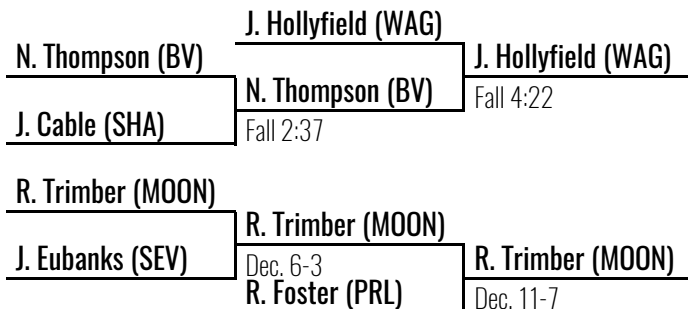 J. Hollyfield (WAG)
N. Thompson (BV)
J. Hollyfield (WAG)
N. Thompson (BV)
Fall 4:22
J. Cable (SHA)
Fall 2:37
R. Trimber (MOON)
R. Trimber (MOON)
J. Eubanks (SEV)
Dec. 6-3
R. Trimber (MOON)
R. Foster (PRL)
Dec. 11-7